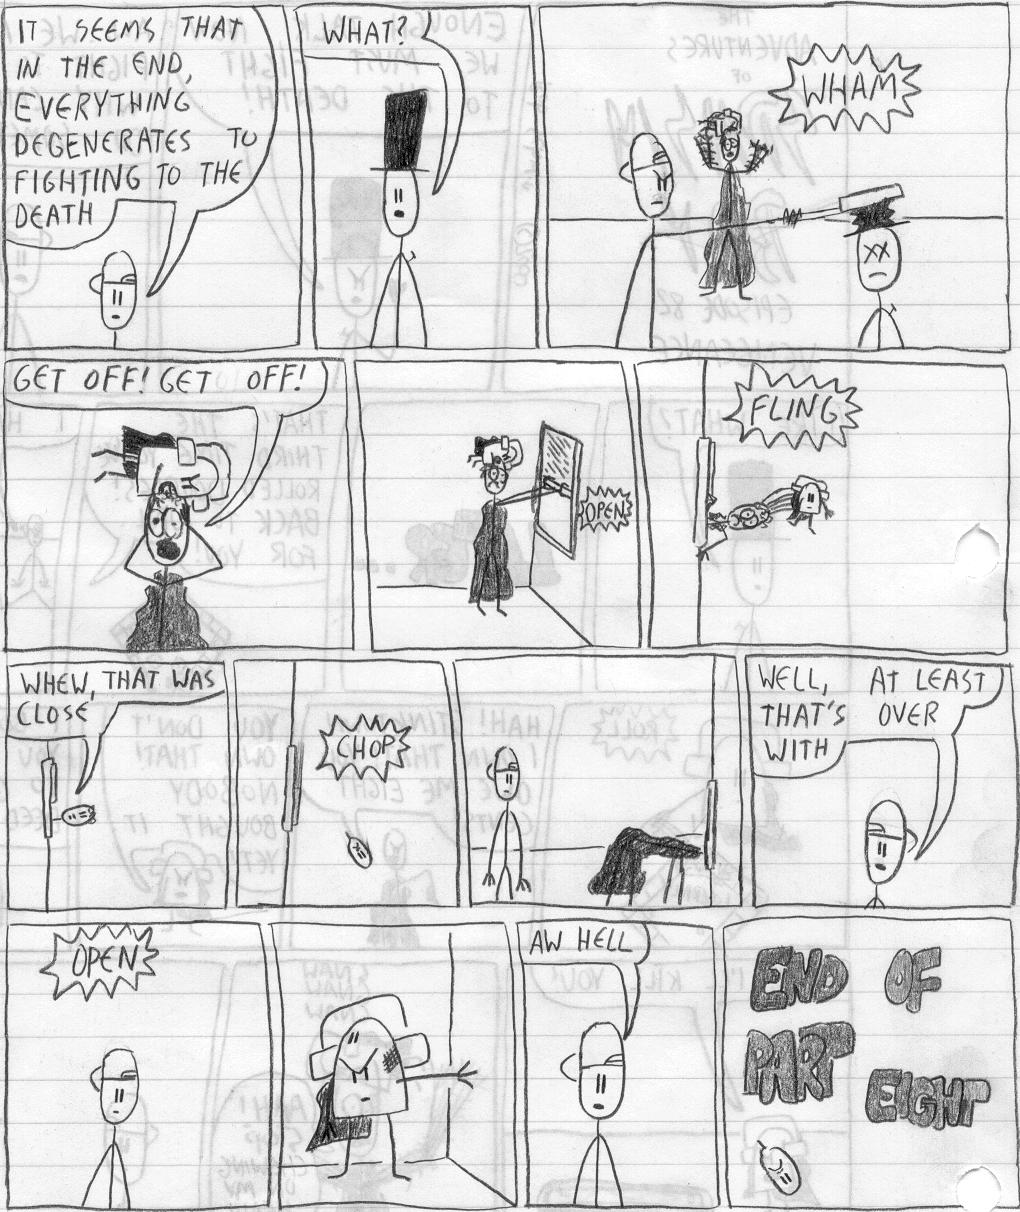 IT SEEMS THAT
IN THE END,
EVERYTHING
DEGENERATES TO
FIGHTING TO THE
DEATH
WHAT?
WHAM
GET OFF! GET OFF!
OPEN
FLING
WHEW, THAT WAS
CLOSE
CHOP
WELL, AT LEAST
THAT'S OVER
WITH
OPEN
AW HELL
END OF
PART
EIGHT